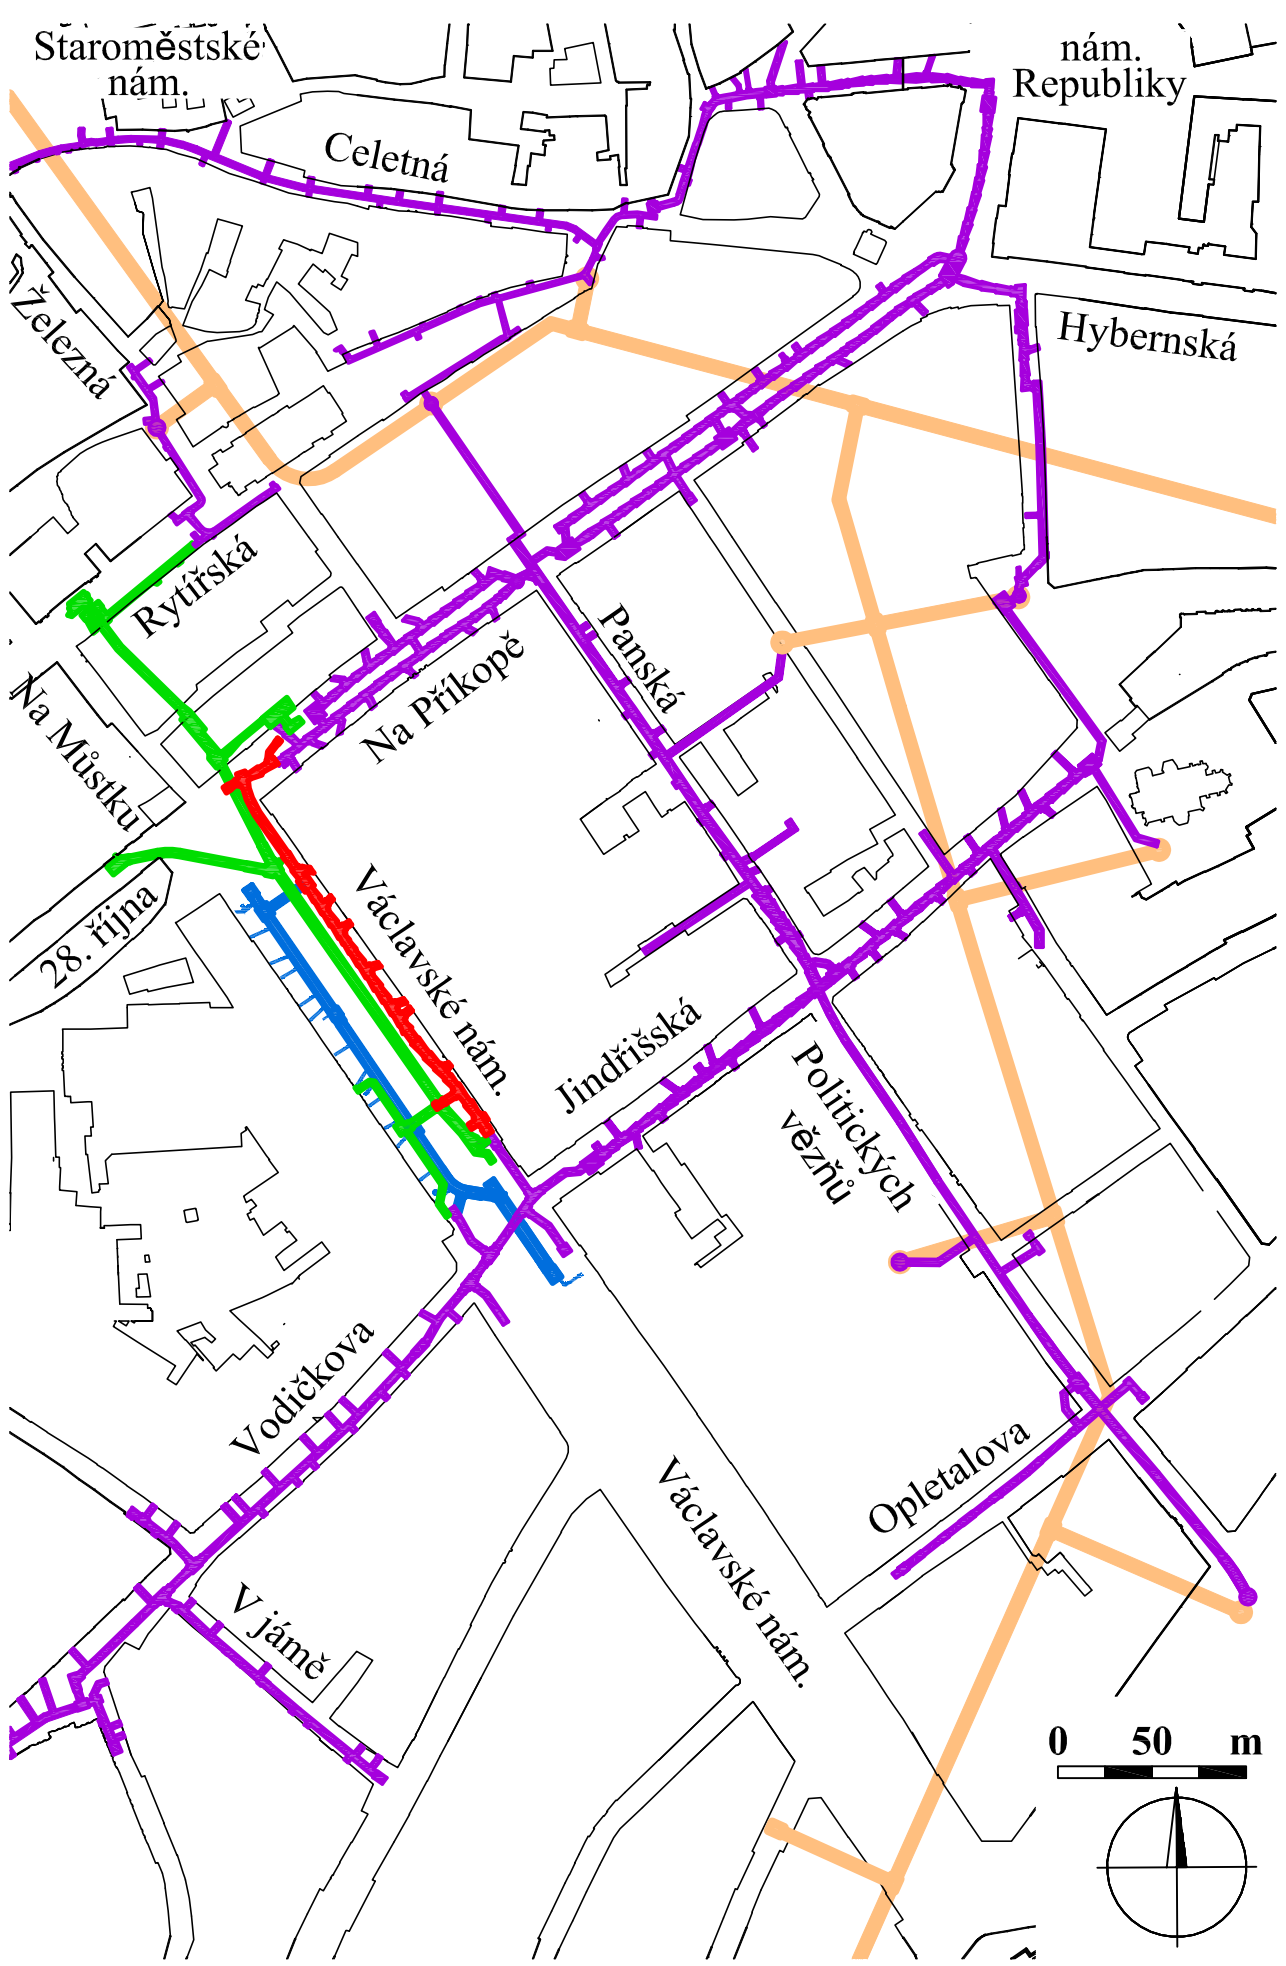 Staroměstské
nám.
nám.
Republiky
Celetná
Železná
Hybernská
Rytířská
Na Příkopě
Panská
Na Můstku
28. října
Václavské nám.
Jindřišská
Politických
vězňů
Vodičkova
Opletalova
Václavské nám.
V jámě
0 50 m